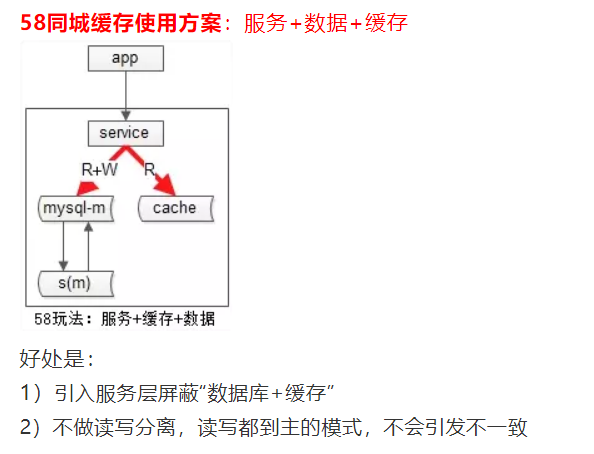 58同城缓存使用方案：服务+数据+缓存
app
service
R+W
R
mysql-m
cache
s(m)
58玩法：服务+缓存+数据
好处是：
1）引入服务层屏蔽“数据库+缓存”
2）不做读写分离，读写都到主的模式，不会引发不一致